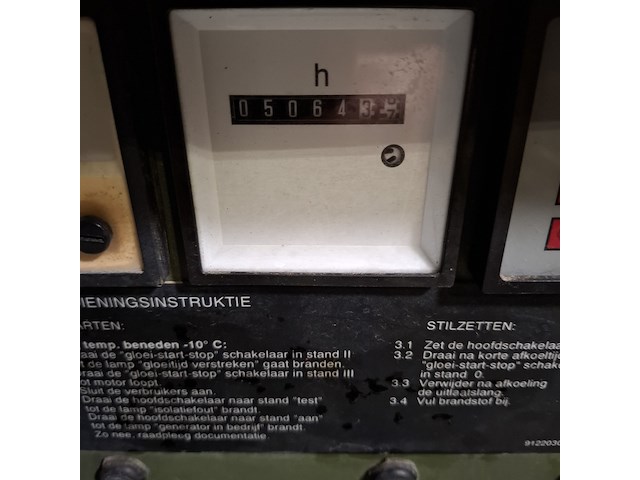 h
050643
IENINGSINSTRUKTIE
ARTEN:
temp. beneden -10° C:
raai de "gloei-start-stop" schakelaar in stand II
ot de lamp "gloeitijd verstreken" gaat branden.
raai de "gloei-start-stop" schakelaar in stand III
ot motor loopt.
Sluit de verbruikers aan.
Draai de hoofdschakelaar naar stand "test"
tot de lamp "isolatiefout" brandt.
Draai de hoofdschakelaar naar stand "aan"
tot de lamp "generator in bedrijf" brandt.
Zo nee, raadpleeg documentatie.
STILZETTEN:
3.1 Zet de hoofdschakelaa
3.2 Draai na korte afkoeltijd
"gloei-start-stop" schake
in stand 0.
3.3 Verwijder na afkoeling
de uitlaatslang.
3.4 Vul brandstof bij.
9122030